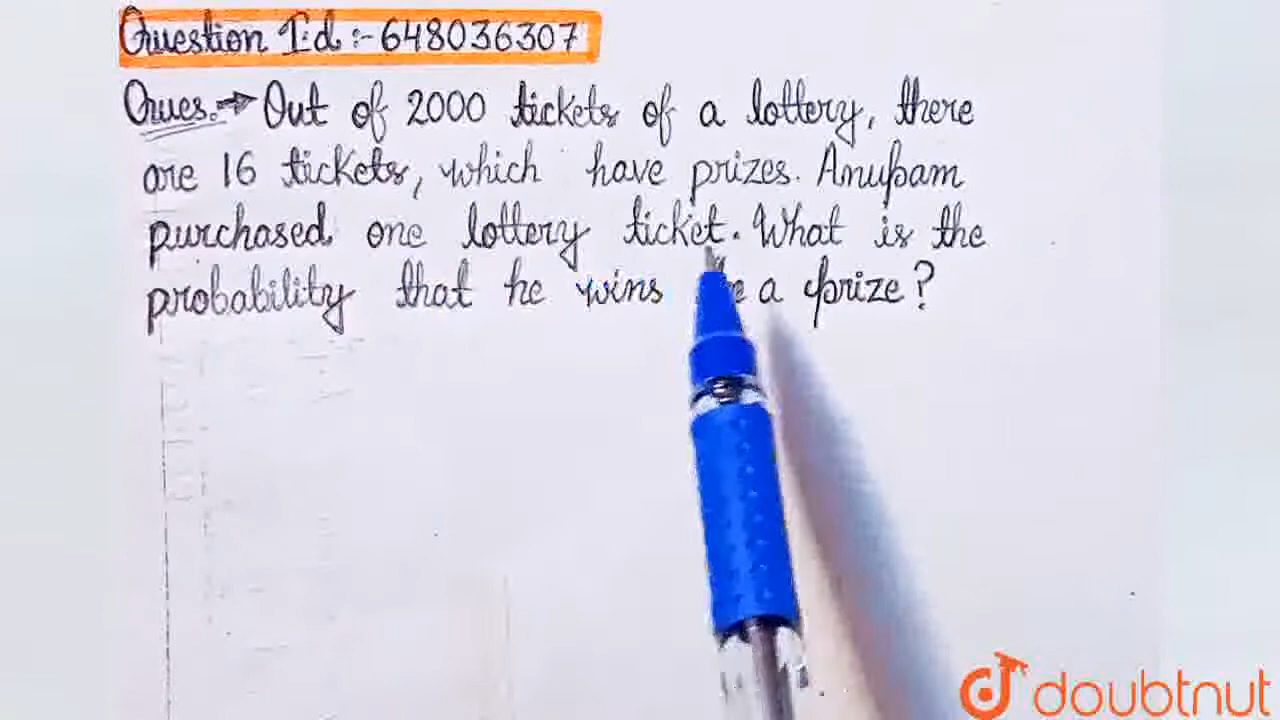 Question Id :- 648036307
Ques.→ Out of 2000 tickets of a lottery, there
are 16 tickets, which have prizes. Anupam
purchased one lottery ticket. What is the
probability that he wins a prize?
doubtnut